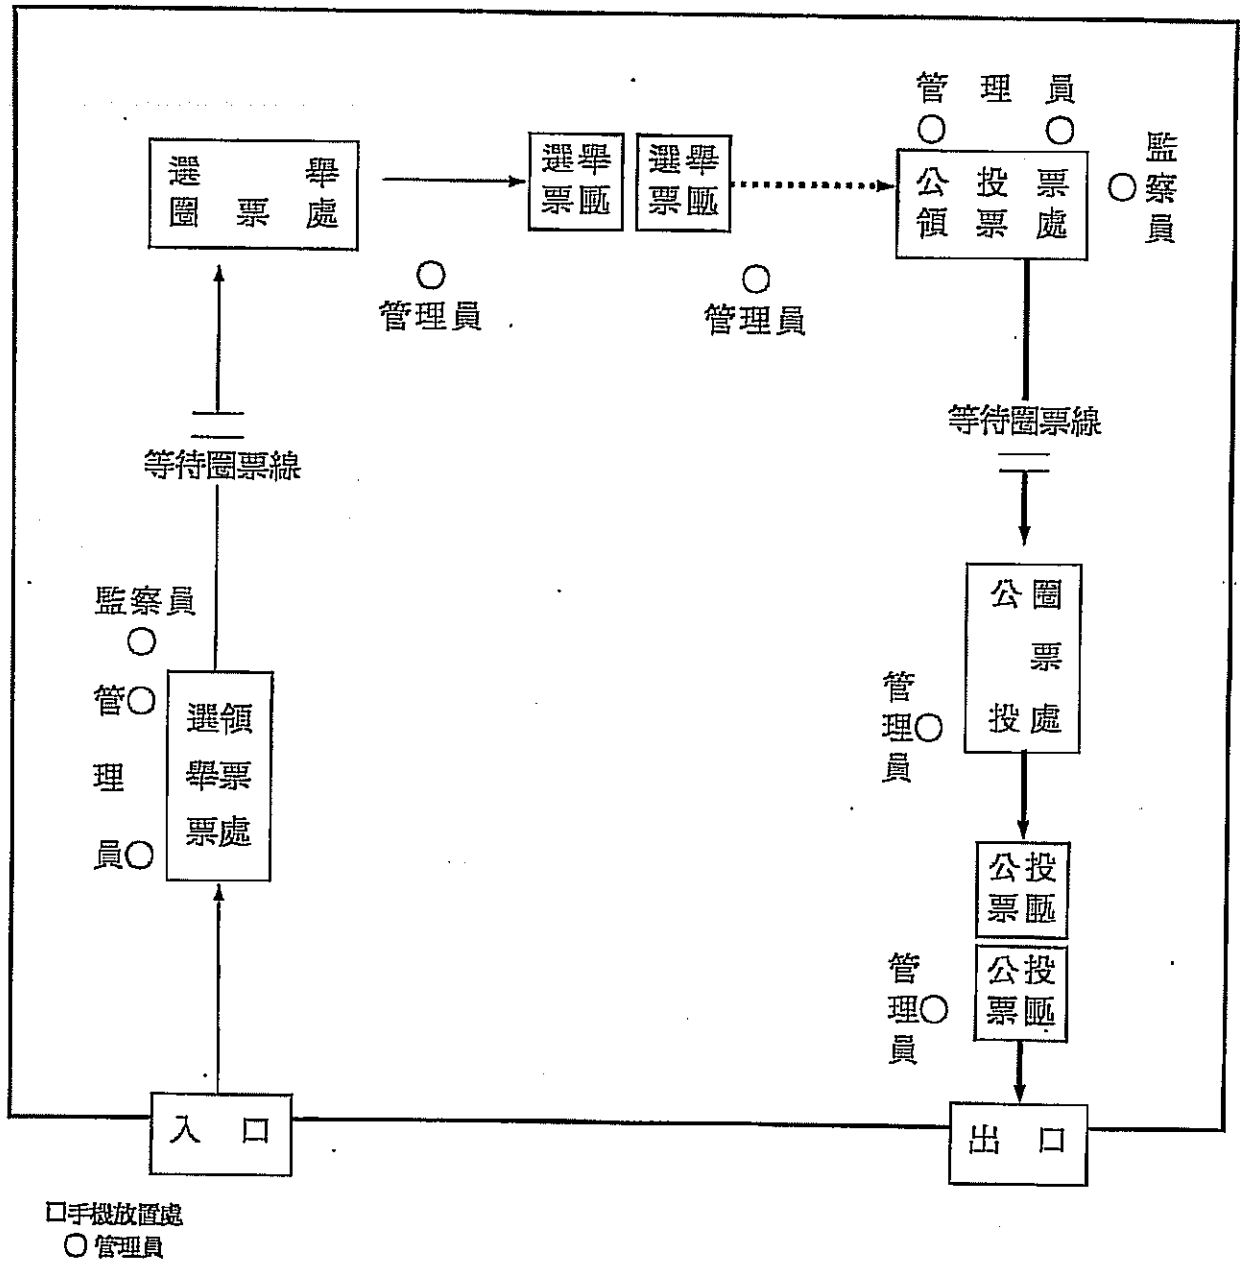 管理員
監察員
選舉
圈票處
選舉
票匭
選舉
票匭
公投票
領票處
管理員
管理員
等待圈票線
等待圈票線
監察員
管理員
選舉票
領票處
公投
圈票處
管理員
公投
票匭
公投
票匭
管理員
入口
出口
手機放置處
管理員